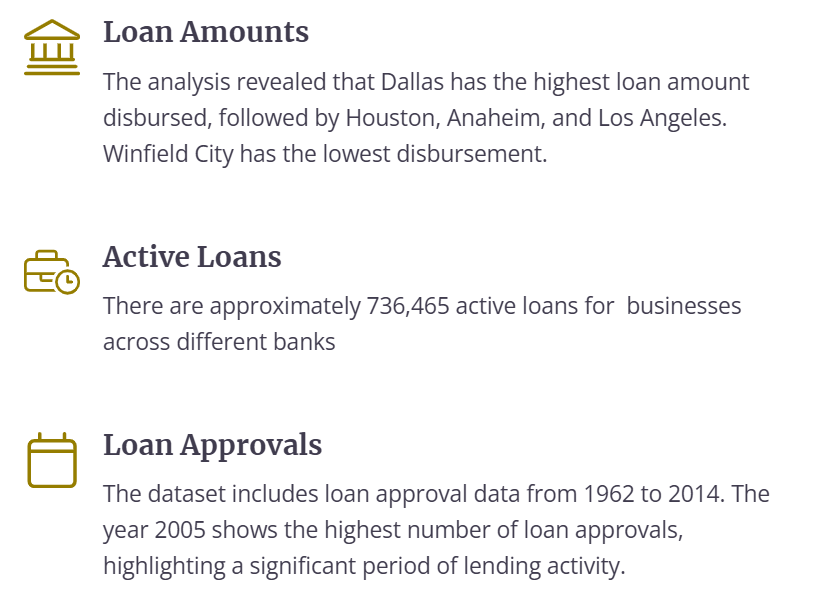 Loan Amounts
The analysis revealed that Dallas has the highest loan amount
disbursed, followed by Houston, Anaheim, and Los Angeles.
Winfield City has the lowest disbursement.
Active Loans
There are approximately 736,465 active loans for  businesses
across different banks
Loan Approvals
The dataset includes loan approval data from 1962 to 2014. The
year 2005 shows the highest number of loan approvals,
highlighting a significant period of lending activity.